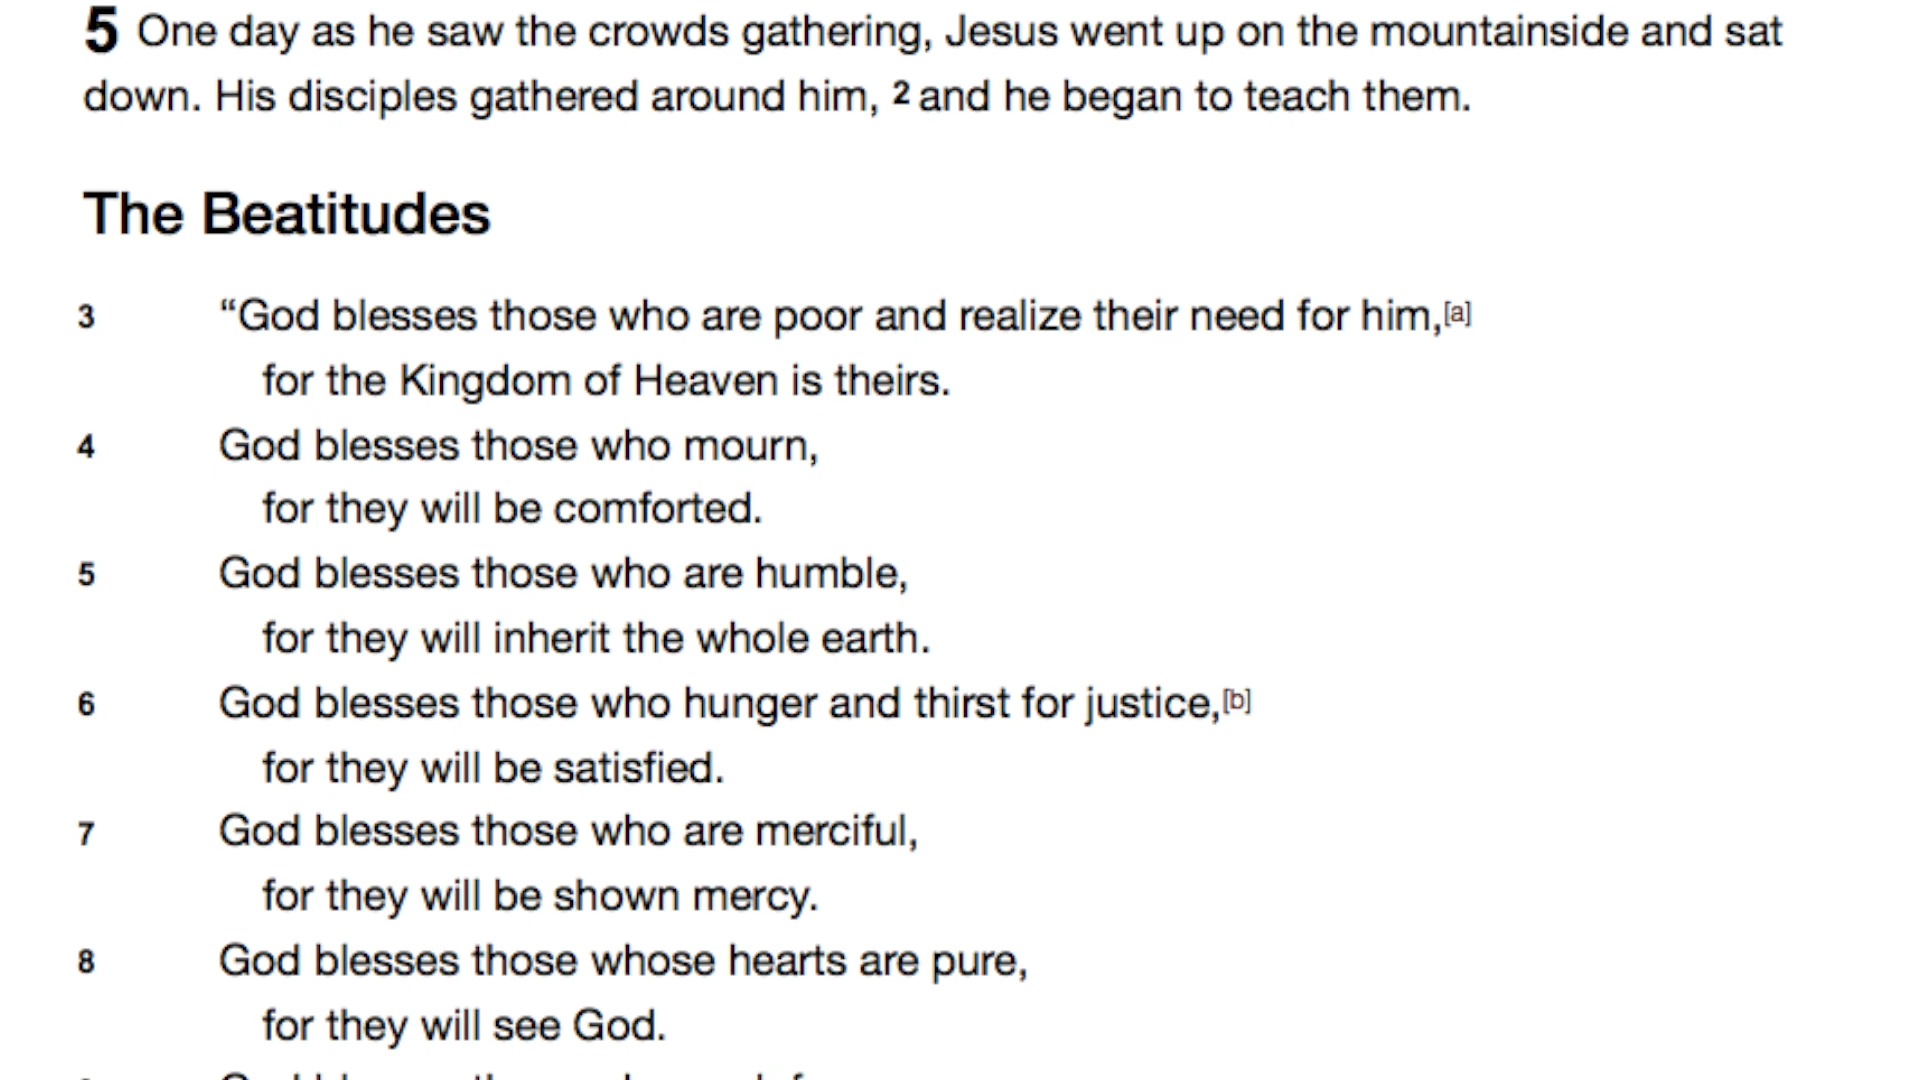 5 One day as he saw the crowds gathering, Jesus went up on the mountainside and sat
down. His disciples gathered around him, 2 and he began to teach them.
The Beatitudes
3 “God blesses those who are poor and realize their need for him,[a]
for the Kingdom of Heaven is theirs.
4 God blesses those who mourn,
for they will be comforted.
5 God blesses those who are humble,
for they will inherit the whole earth.
6 God blesses those who hunger and thirst for justice,[b]
for they will be satisfied.
7 God blesses those who are merciful,
for they will be shown mercy.
8 God blesses those whose hearts are pure,
for they will see God.